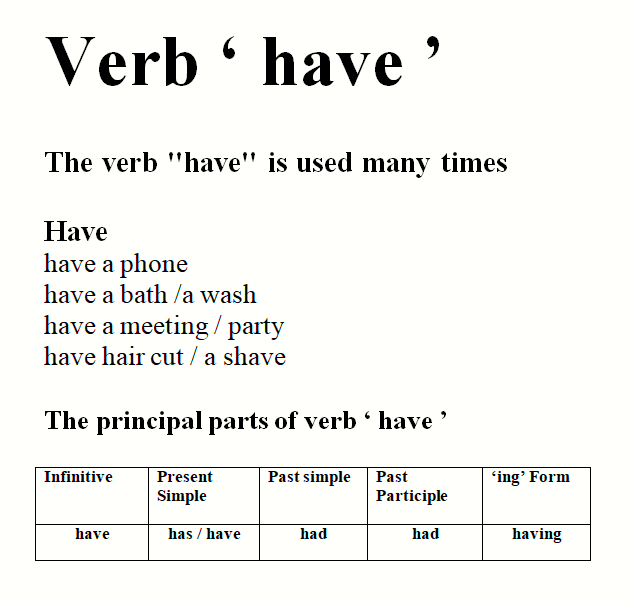 Verb ‘ have ’
The verb "have" is used many times
Have
have a phone
have a bath /a wash
have a meeting / party
have hair cut / a shave
The principal parts of verb ‘ have ’
Infinitive Present Simple Past simple Past Participle ‘ing’ Form
have has / have had had having